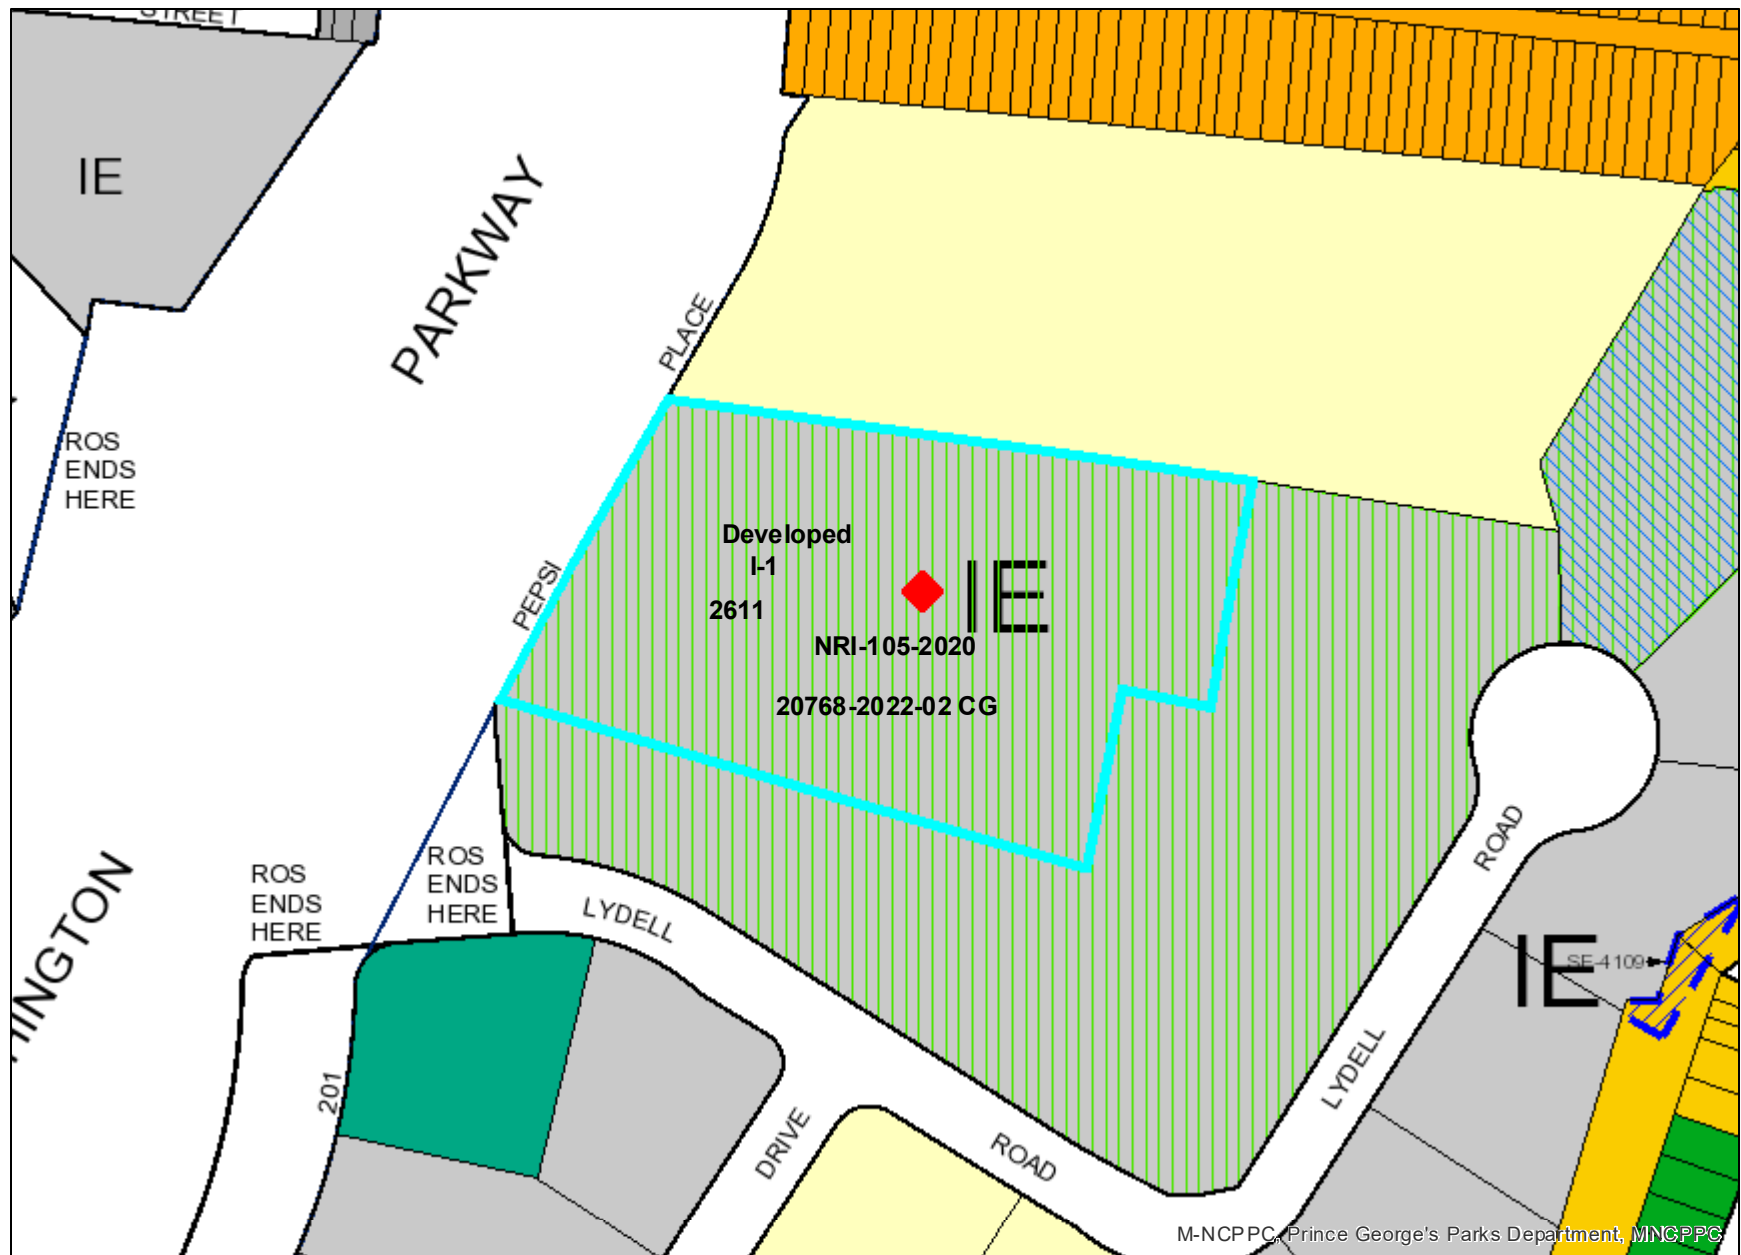 STREET
IE
PARKWAY
PLACE
ROS
ENDS
HERE
Developed
I-1
2611
IE
PEPSI
NRI-105-2020
20768-2022-02 CG
ROAD
ROS
ENDS
HERE
ROS
ENDS
HERE
LYDELL
IE
SE-4109
HINGTON
201
LYDELL
DRIVE
ROAD
M-NCPPC, Prince George's Parks Department, MNCPPC